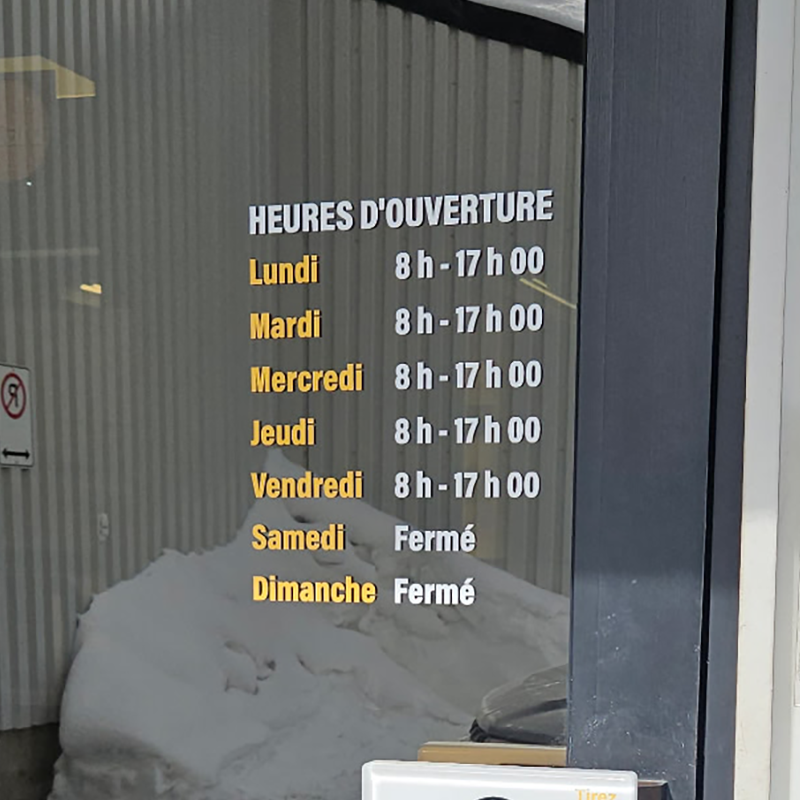 HEURES D'OUVERTURE
Lundi 8 h - 17 h 00
Mardi 8 h - 17 h 00
Mercredi 8 h - 17 h 00
Jeudi 8 h - 17 h 00
Vendredi 8 h - 17 h 00
Samedi Fermé
Dimanche Fermé
Tirez